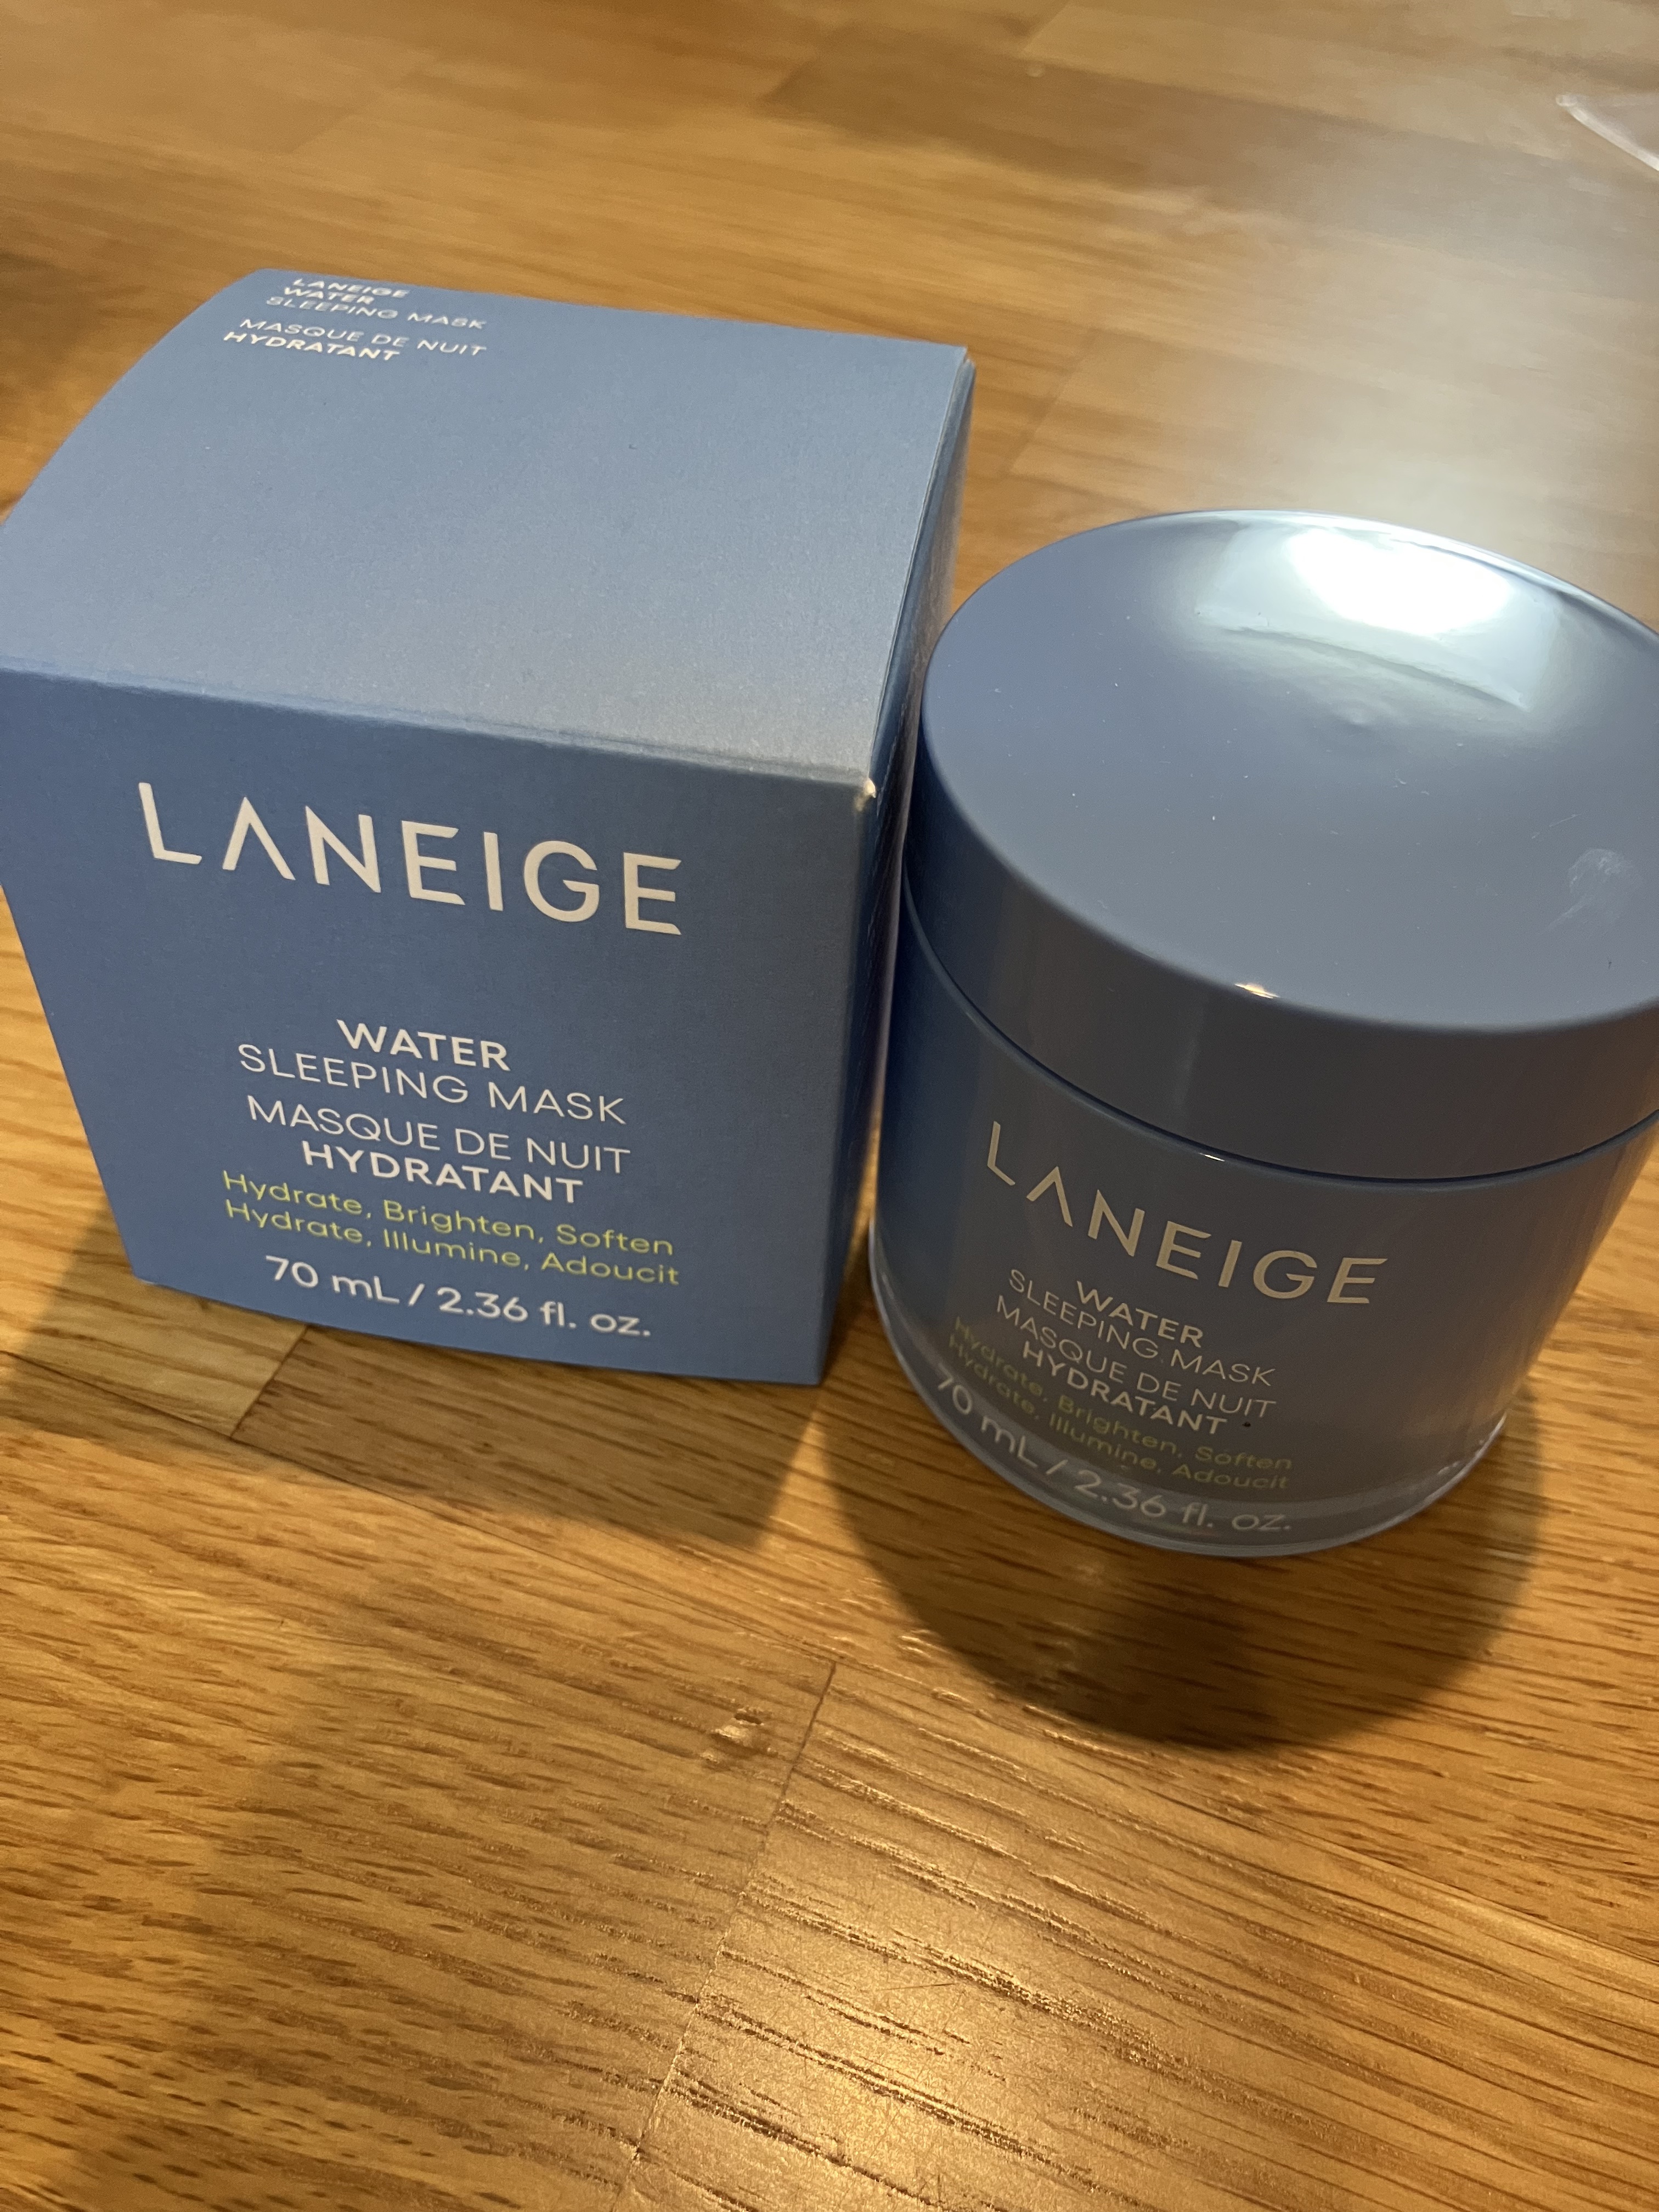 LANEIGE
WATER
SLEEPING MASK
MASQUE DE NUIT
HYDRATANT
LANEIGE
WATER
SLEEPING MASK
MASQUE DE NUIT
HYDRATANT
Hydrate, Brighten, Soften
Hydrate, Illumine, Adoucit
70 mL / 2.36 fl. oz.
LANEIGE
WATER
SLEEPING MASK
MASQUE DE NUIT
HYDRATANT
Hydrate, Brighten, Soften
Hydrate, Illumine, Adoucit
70 mL / 2.36 fl. oz.